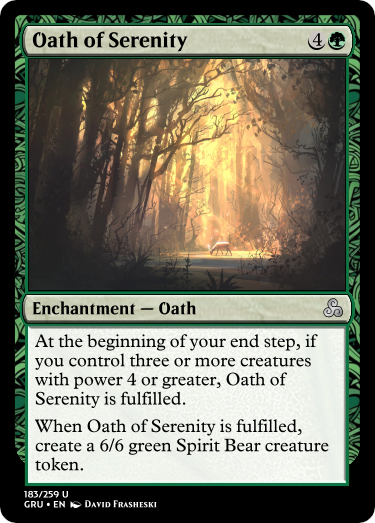 Oath of Serenity 4
Enchantment — Oath
At the beginning of your end step, if
you control three or more creatures
with power 4 or greater, Oath of
Serenity is fulfilled.
When Oath of Serenity is fulfilled,
create a 6/6 green Spirit Bear creature
token.
183/259 U
GRU • EN David Frasheski